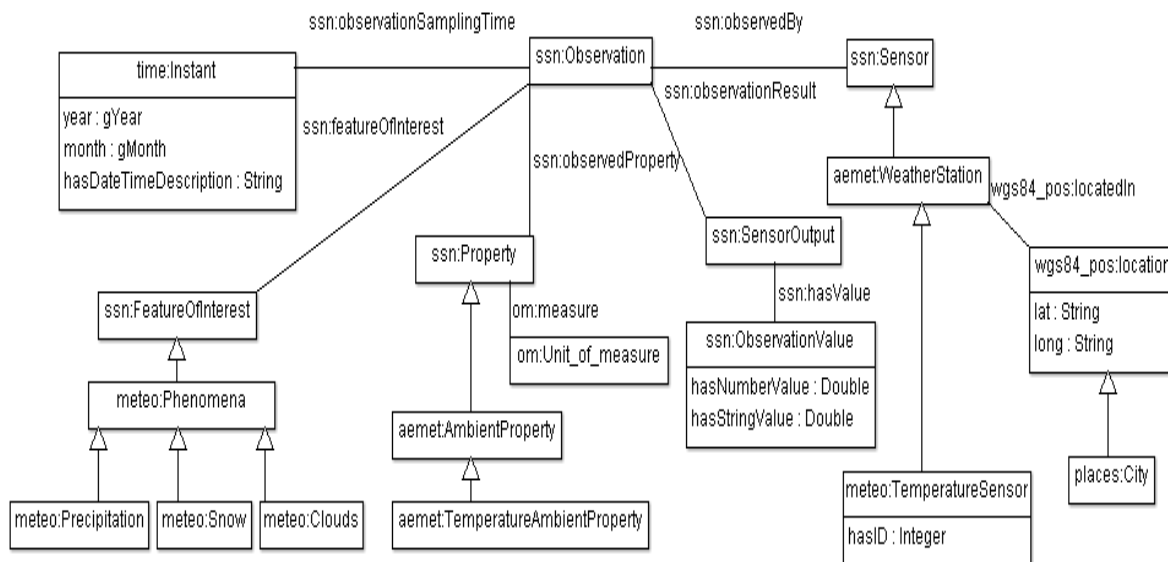 ssn:observationSamplingTime
ssn:observedBy
time:Instant
year : gYear
month : gMonth
hasDateTimeDescription : String
ssn:Observation
ssn:Sensor
ssn:observationResult
ssn:featureOfInterest
ssn:observedProperty
aemet:WeatherStation
wgs84_pos:locatedIn
ssn:Property
ssn:SensorOutput
wgs84_pos:location
lat : String
long : String
ssn:FeatureOfInterest
om:measure
om:Unit_of_measure
ssn:hasValue
ssn:ObservationValue
hasNumberValue : Double
hasStringValue : Double
meteo:Phenomena
aemet:AmbientProperty
places:City
meteo:Precipitation
meteo:Snow
meteo:Clouds
aemet:TemperatureAmbientProperty
meteo:TemperatureSensor
hasID : Integer